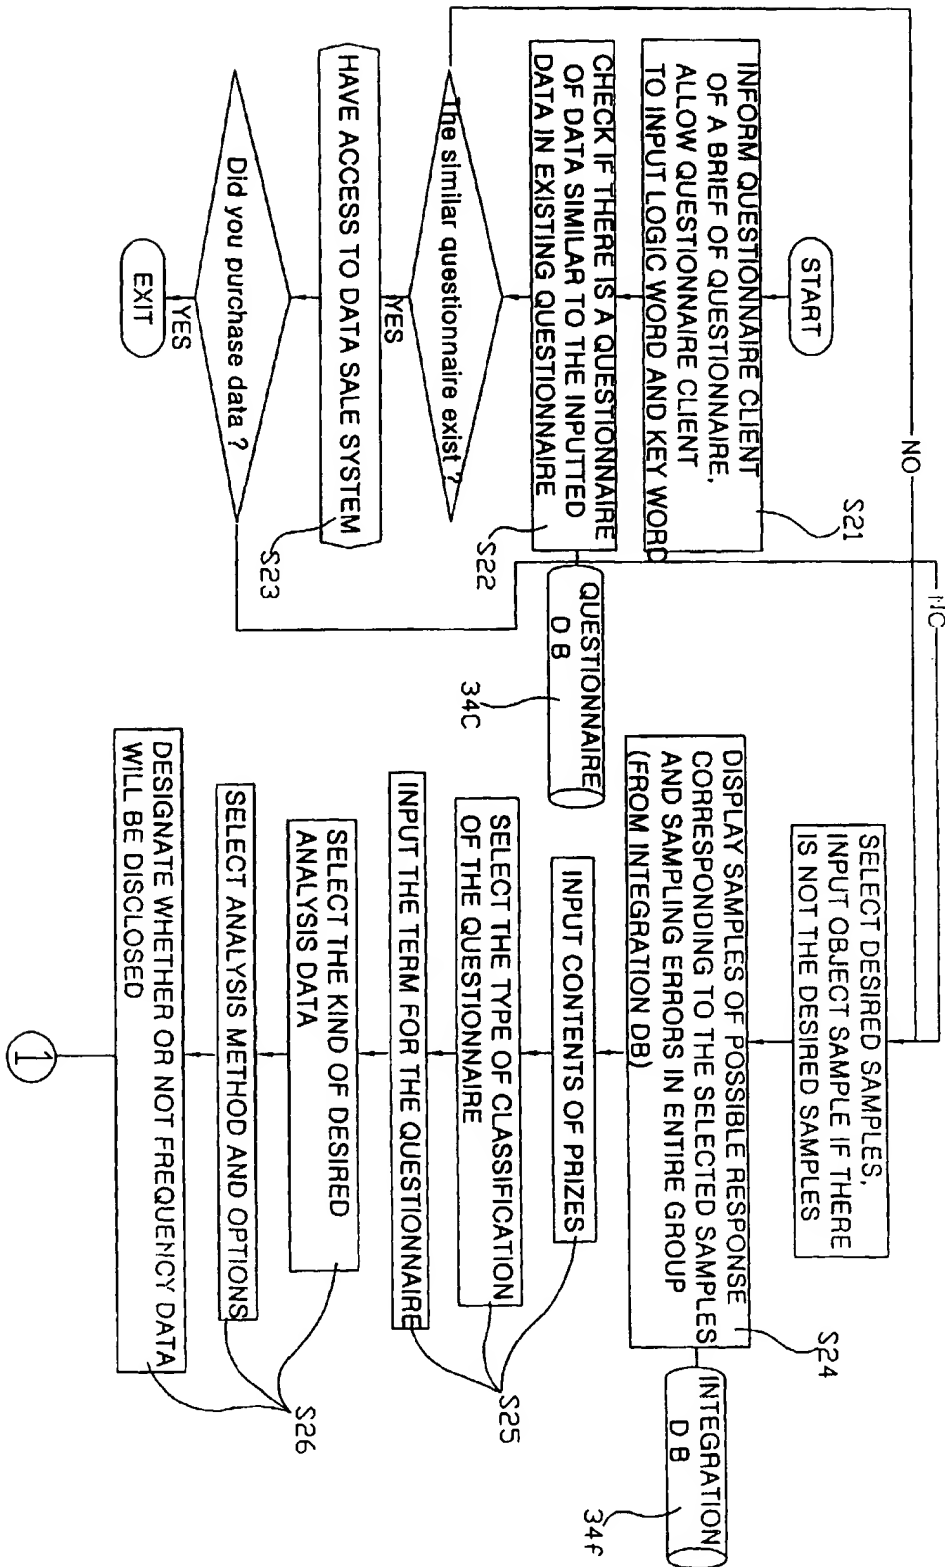 START
INFORM QUESTIONNAIRE CLIENT
OF A BRIEF OF QUESTIONNAIRE,
ALLOW QUESTIONNAIRE CLIENT
TO INPUT LOGIC WORD AND KEY WORD
S21
CHECK IF THERE IS A QUESTIONNAIRE
OF DATA SIMILAR TO THE INPUTTED
DATA IN EXISTING QUESTIONNAIRE
S22
QUESTIONNAIRE
D B
34C
The similar questionnaire exist ?
NO
YES
HAVE ACCESS TO DATA SALE SYSTEM
S23
Did you purchase data ?
NO
YES
EXIT
SELECT DESIRED SAMPLES,
INPUT OBJECT SAMPLE IF THERE
IS NOT THE DESIRED SAMPLES
DISPLAY SAMPLES OF POSSIBLE RESPONSE
CORRESPONDING TO THE SELECTED SAMPLES
AND SAMPLING ERRORS IN ENTIRE GROUP
(FROM INTEGRATION DB)
S24
INTEGRATION
D B
34f
INPUT CONTENTS OF PRIZES
SELECT THE TYPE OF CLASSIFICATION
OF THE QUESTIONNAIRE
INPUT THE TERM FOR THE QUESTIONNAIRE
S25
SELECT THE KIND OF DESIRED
ANALYSIS DATA
SELECT ANALYSIS METHOD AND OPTIONS
DESIGNATE WHETHER OR NOT FREQUENCY DATA
WILL BE DISCLOSED
S26
1